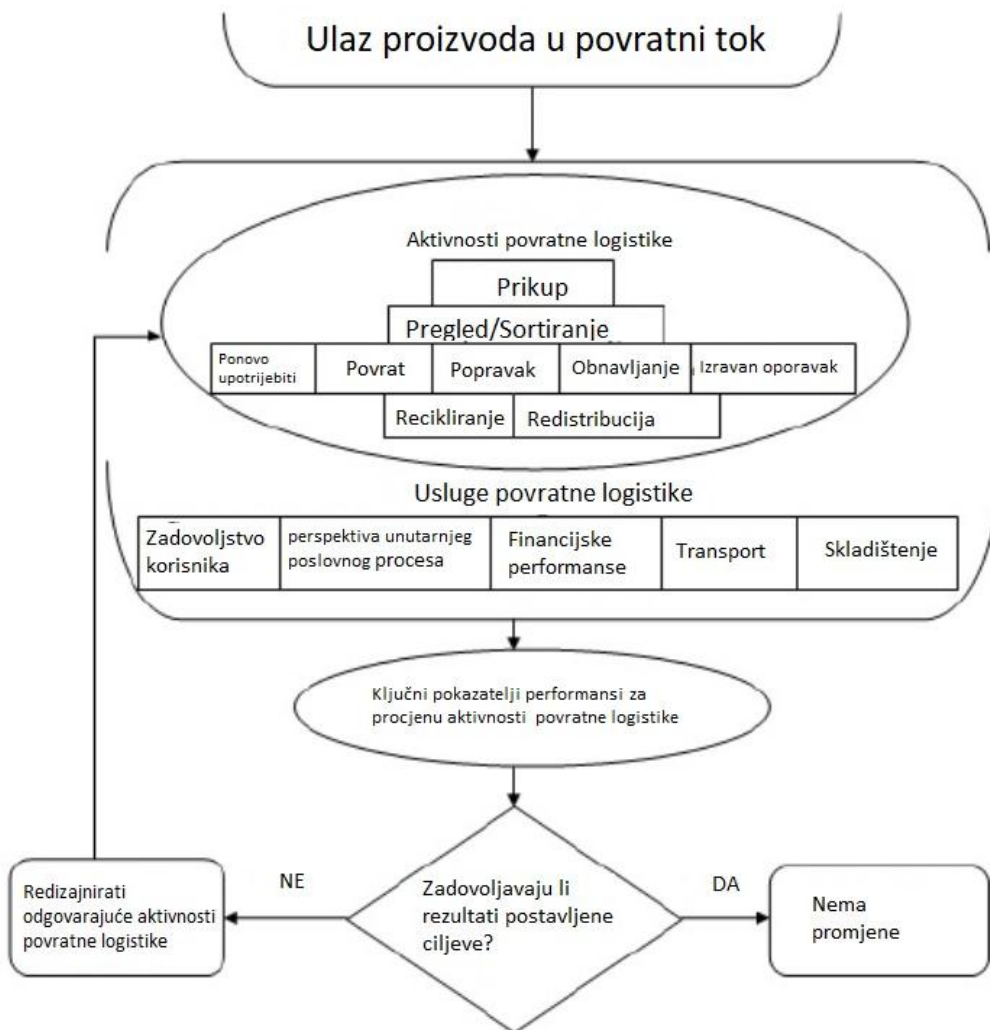 Ulaz proizvoda u povratni tok
Aktivnosti povratne logistike
Prikup
Pregled/Sortiranje
Ponovo
upotrijebiti
Povrat
Popravak
Obnavljanje
Izravan oporavak
Recikliranje
Redistribucija
Usluge povratne logistike
Zadovoljstvo
korisnika
perspektiva unutarnjeg
poslovnog procesa
Financijske
performanse
Transport
Skladištenje
Ključni pokazatelji performansi za
procjenu aktivnosti povratne logistike
Zadovoljavaju li
rezultati postavljene
ciljeve?
NE
DA
Redizajnirati
odgovarajuće aktivnosti
povratne logistike
Nema
promjene